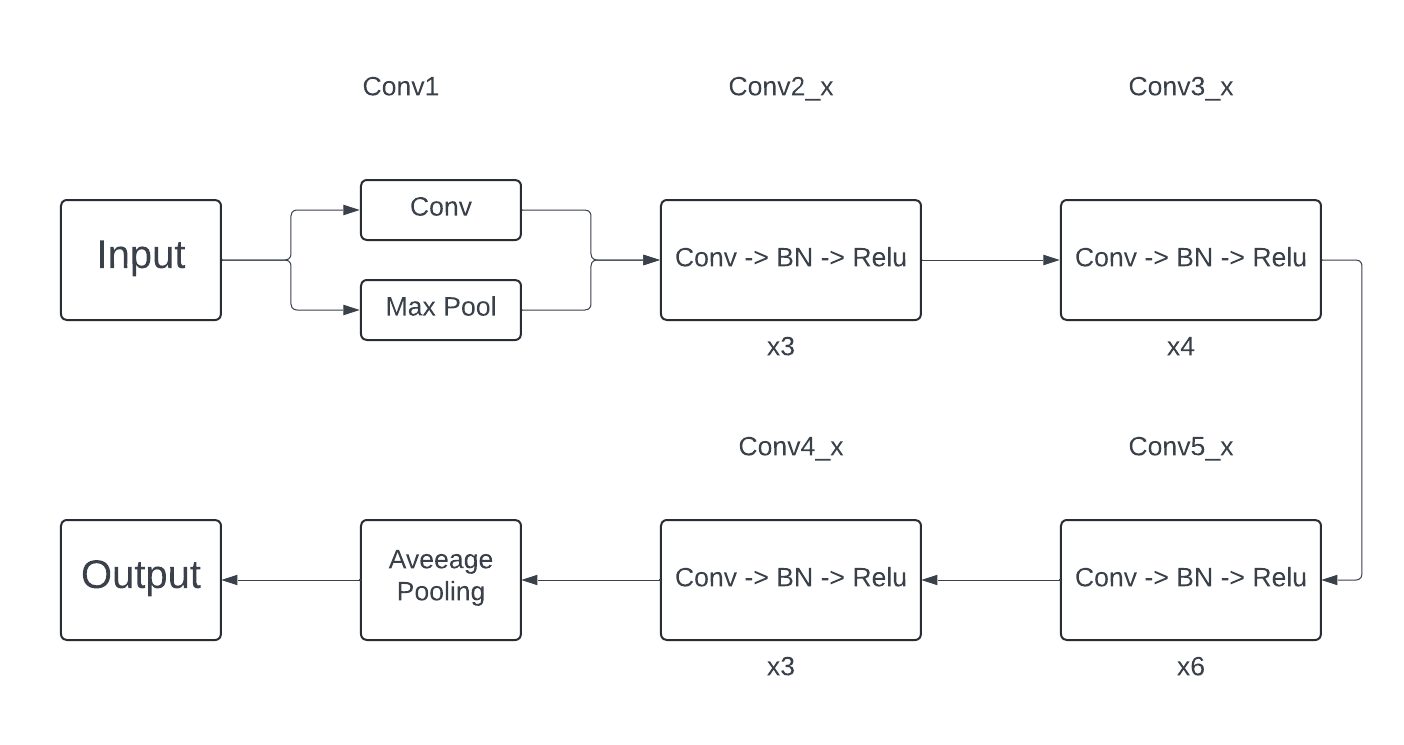 Conv1
Conv2_x
Conv3_x
Input
Conv
Max Pool
Conv -> BN -> Relu
x3
Conv -> BN -> Relu
x4
Conv4_x
Conv5_x
Output
Aveeage
Pooling
Conv -> BN -> Relu
x3
Conv -> BN -> Relu
x6